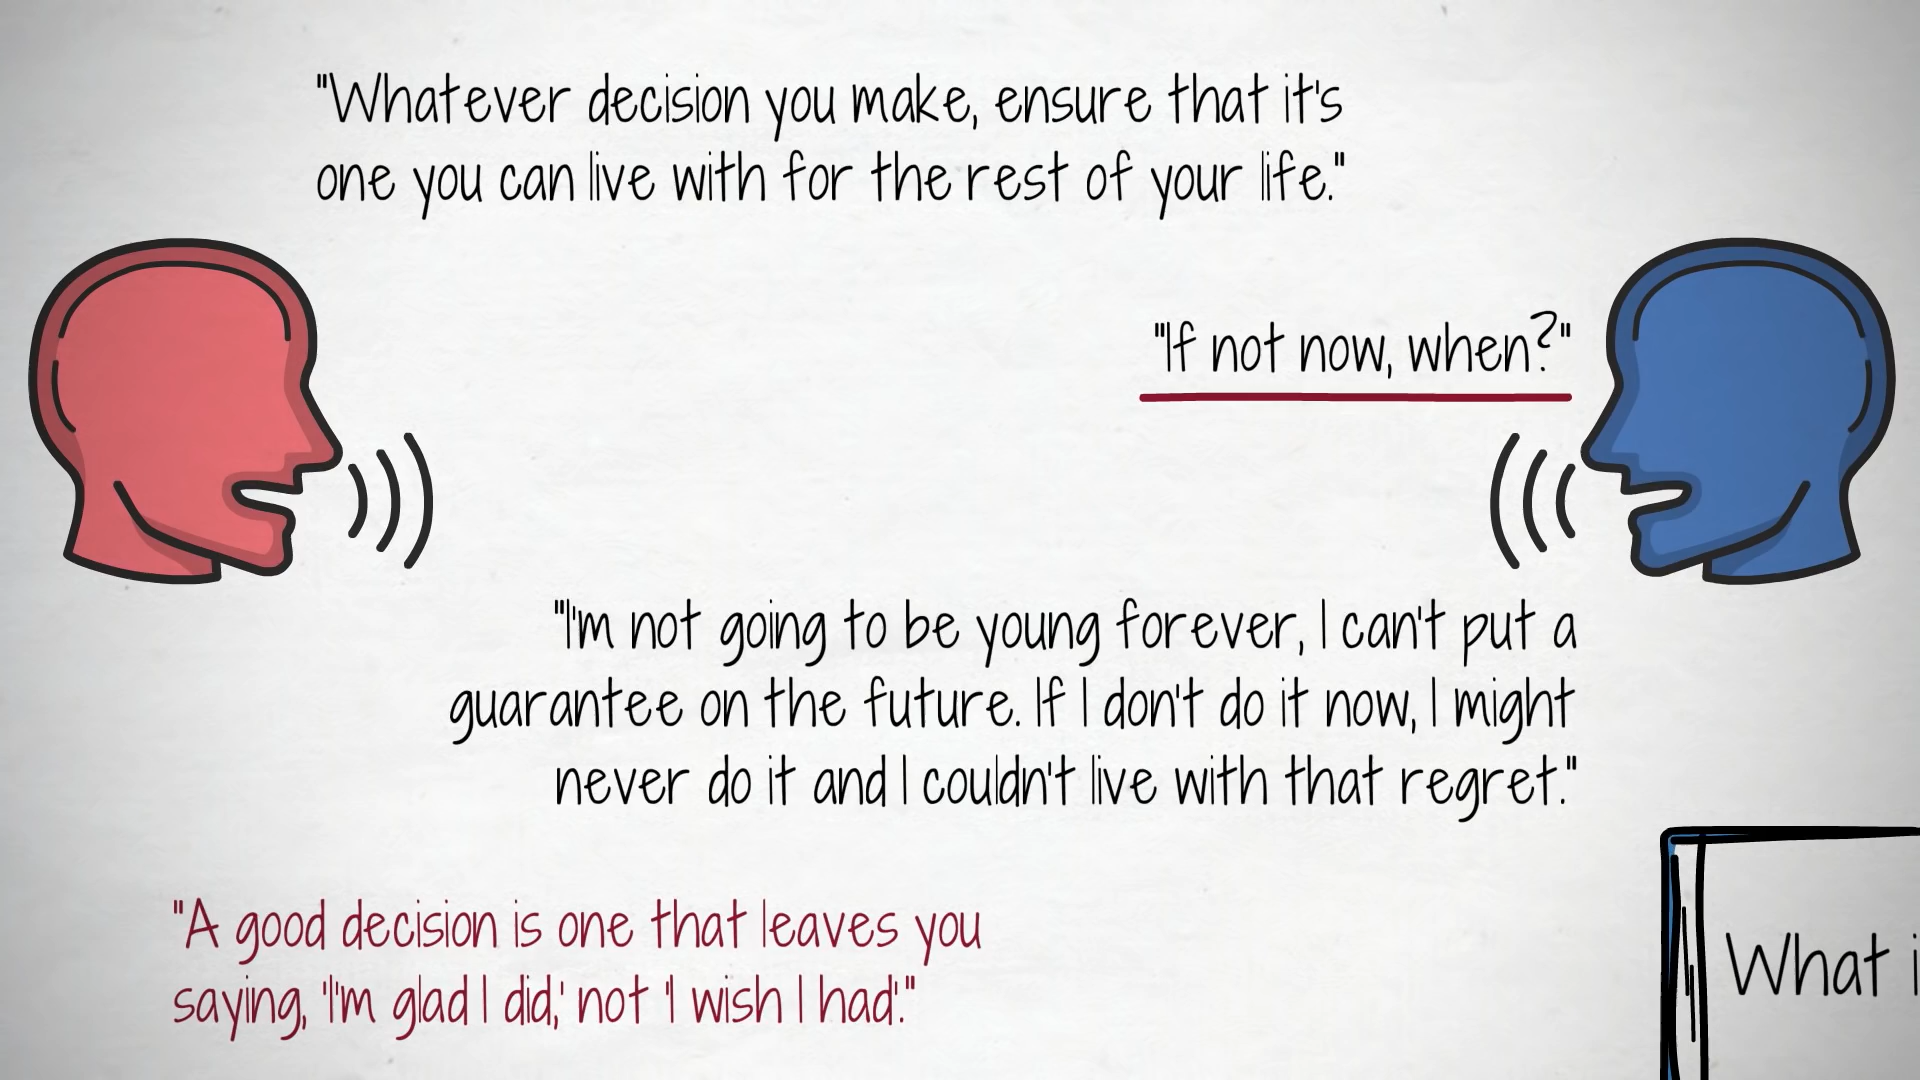 "Whatever decision you make, ensure that it's
one you can live with for the rest of your life."
"If not now, when?"
"I'm not going to be young forever, I can't put a
guarantee on the future. If I don't do it now, I might
never do it and I couldn't live with that regret."
"A good decision is one that leaves you
saying, 'I'm glad I did,' not 'I wish I had'."
What